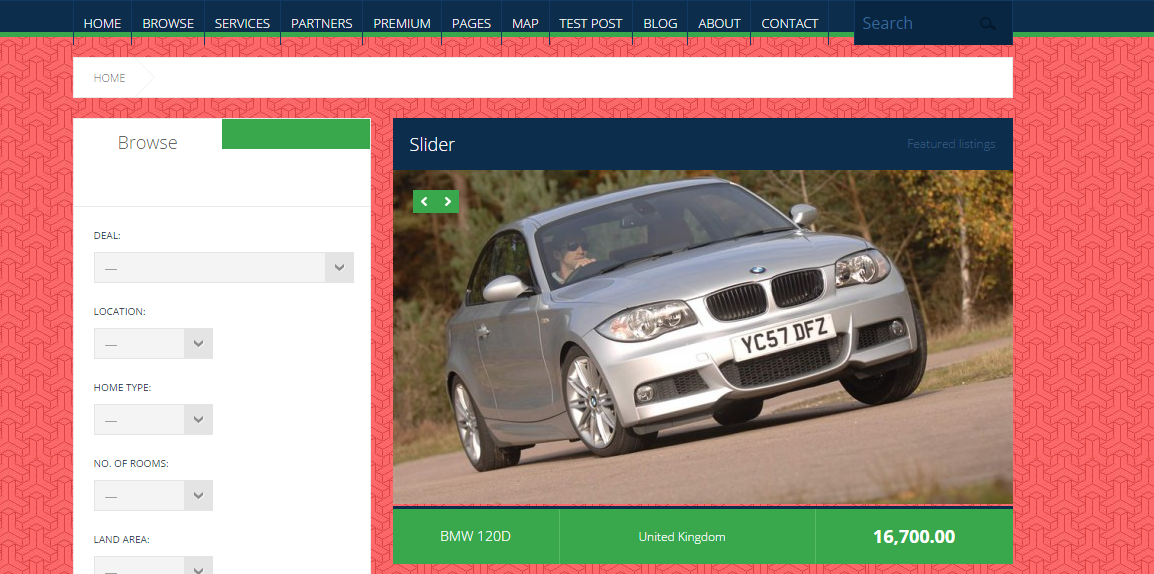 HOME BROWSE SERVICES PARTNERS PREMIUM PAGES MAP TEST POST BLOG ABOUT CONTACT Search
HOME
Browse
Slider Featured listings
DEAL:
—
LOCATION:
—
HOME TYPE:
—
NO. OF ROOMS:
—
LAND AREA:
—
YC57 DFZ
BMW 120D United Kingdom 16,700.00